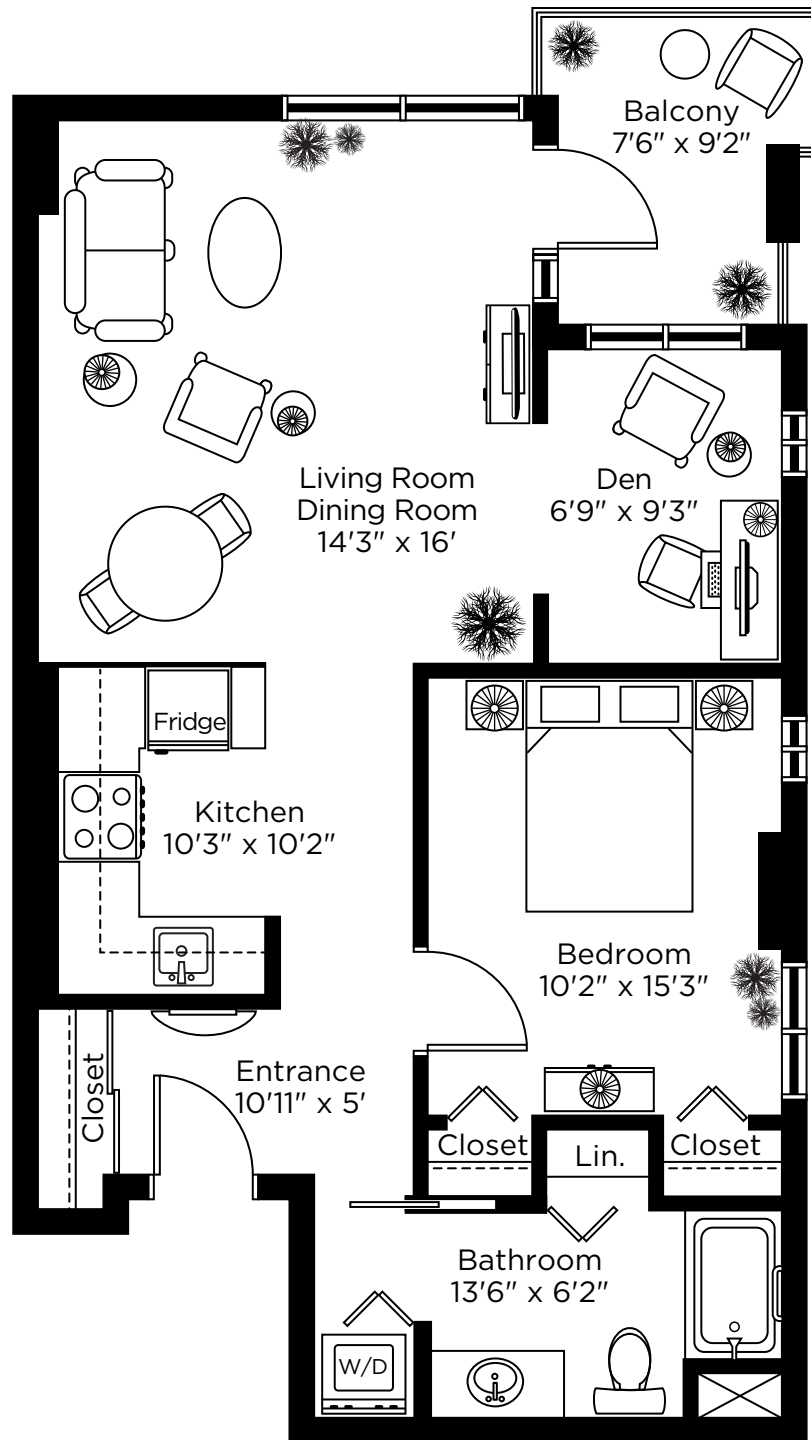 Balcony
7'6" x 9'2"
Living Room
Dining Room
14'3" x 16'
Den
6'9" x 9'3"
Fridge
Kitchen
10'3" x 10'2"
Bedroom
10'2" x 15'3"
Closet
Entrance
10'11" x 5'
Closet
Lin.
Closet
Bathroom
13'6" x 6'2"
W/D